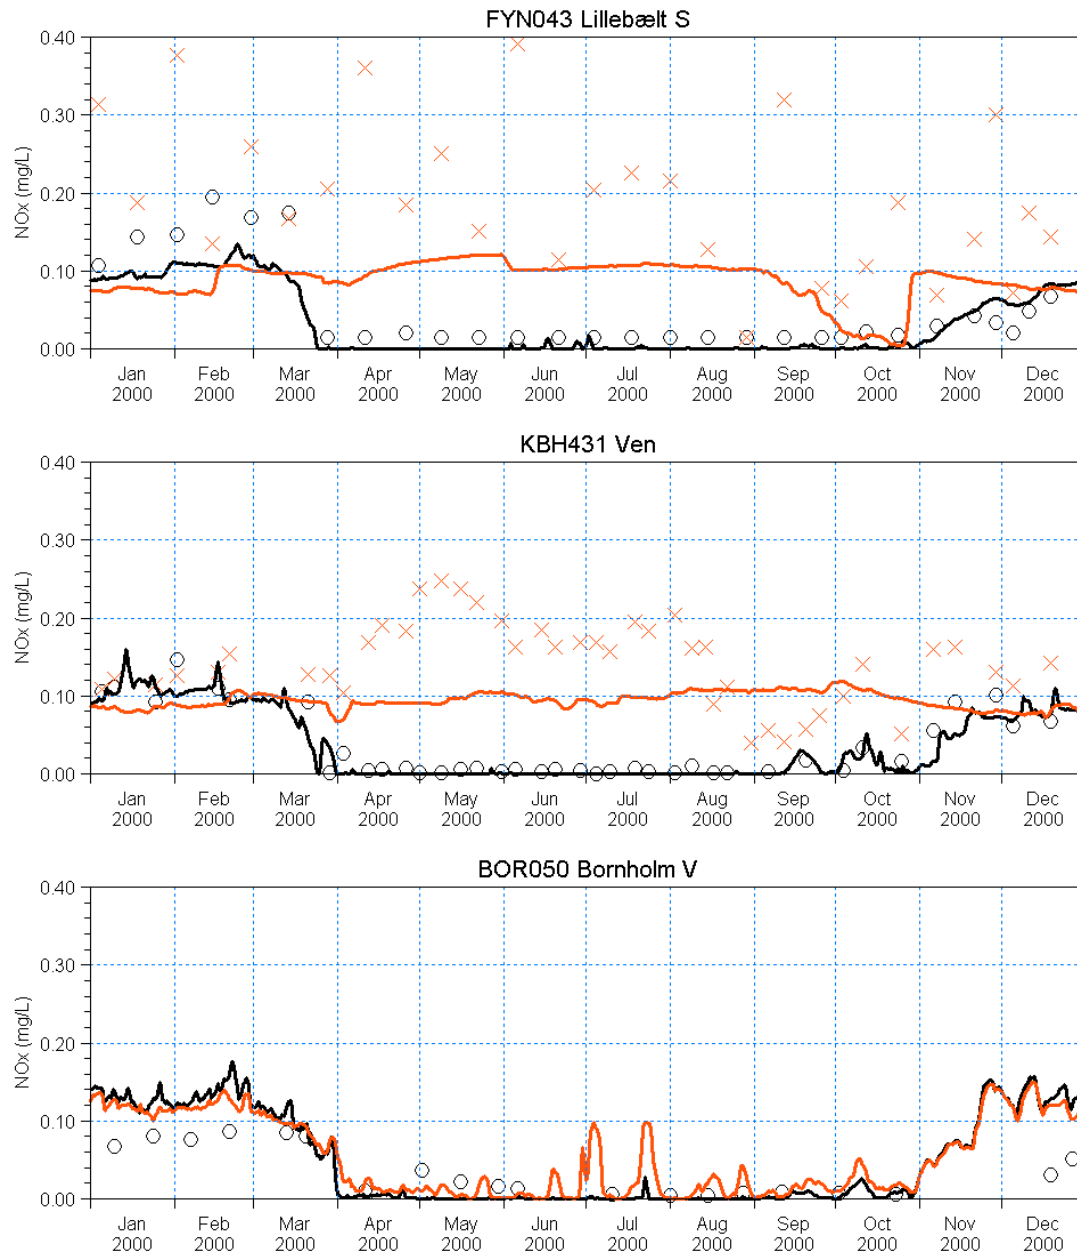 FYN043 Lillebælt S
0.40
0.30
0.20
0.10
0.00
NOx (mg/L)
Jan Feb Mar Apr May Jun Jul Aug Sep Oct Nov Dec
2000 2000 2000 2000 2000 2000 2000 2000 2000 2000 2000 2000
KBH431 Ven
0.40
0.30
0.20
0.10
0.00
NOx (mg/L)
Jan Feb Mar Apr May Jun Jul Aug Sep Oct Nov Dec
2000 2000 2000 2000 2000 2000 2000 2000 2000 2000 2000 2000
BOR050 Bornholm V
0.40
0.30
0.20
0.10
0.00
NOx (mg/L)
Jan Feb Mar Apr May Jun Jul Aug Sep Oct Nov Dec
2000 2000 2000 2000 2000 2000 2000 2000 2000 2000 2000 2000